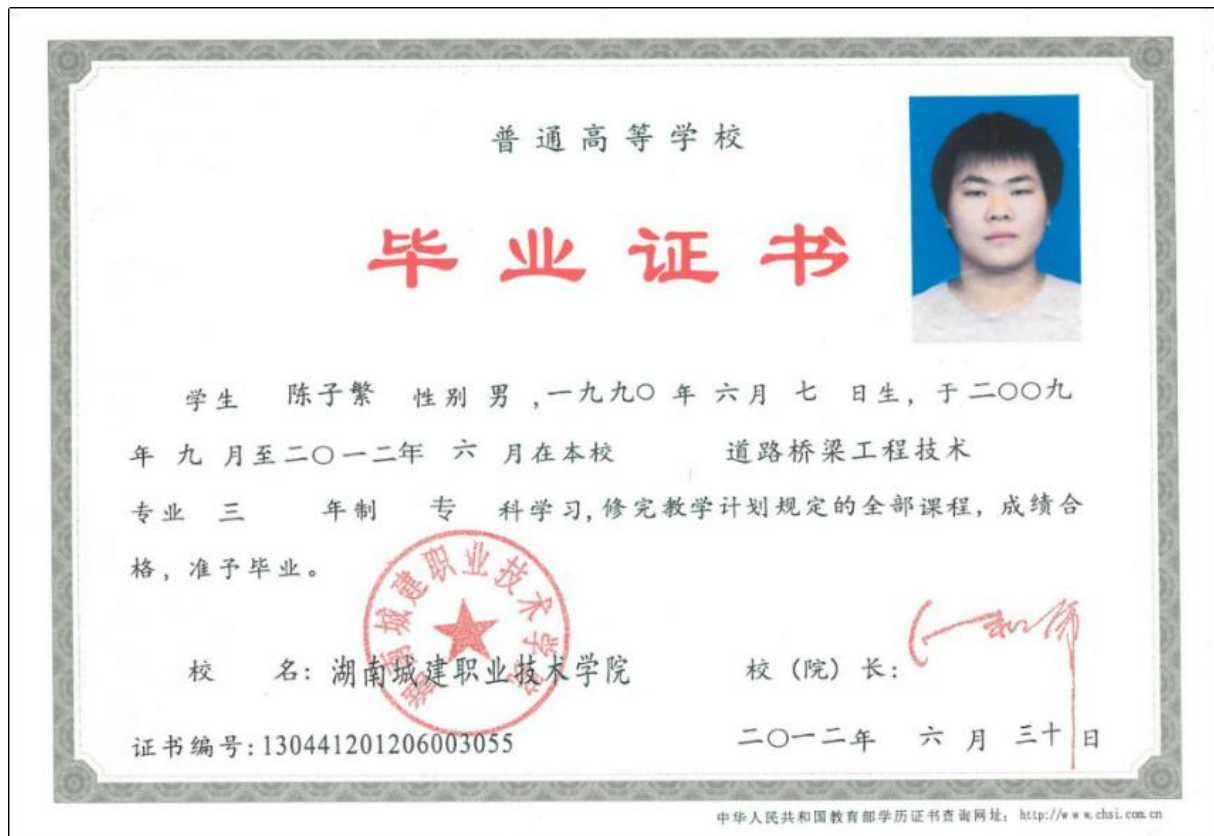 普通高等学校
毕业证书
学生 陈子繁 性别 男 ,一九九〇 年 六月 七 日生, 于二〇〇九
年 九 月至二〇一二年 六 月在本校 道路桥梁工程技术
专业 三 年制 专 科学习,修完教学计划规定的全部课程, 成绩合
格, 准予毕业。
湖南城建职业技术学院
校 名: 湖南城建职业技术学院 校 (院) 长:
证书编号:130441201206003055 二〇一二年 六 月 三十 日
中华人民共和国教育部学历证书查询网址: http://www.chsi.com.cn